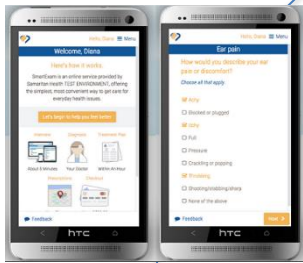 Hello, Diana ☰ Menu
Welcome, Diana
Here's how it works.
SmartExam is an online service provided by
Samaritan Health TEST ENVIRONMENT, offering
the simplest, most convenient way to get care for
everyday health issues.
Let's begin to help you feel better
Interview
Diagnosis
Treatment Plan
About 5 Minutes
Your Doctor
Within An Hour
Prescriptions
Checkout
Feedback
hTC
Hello, Diana ☰ Menu
Ear pain
How would you describe your ear
pain or discomfort?
Choose all that apply.
Achy
Blocked or plugged
Full
Pressure
Crackling or popping
Throbbing
Shooting/stabbing/sharp
None of the above
Feedback
Next
hTC